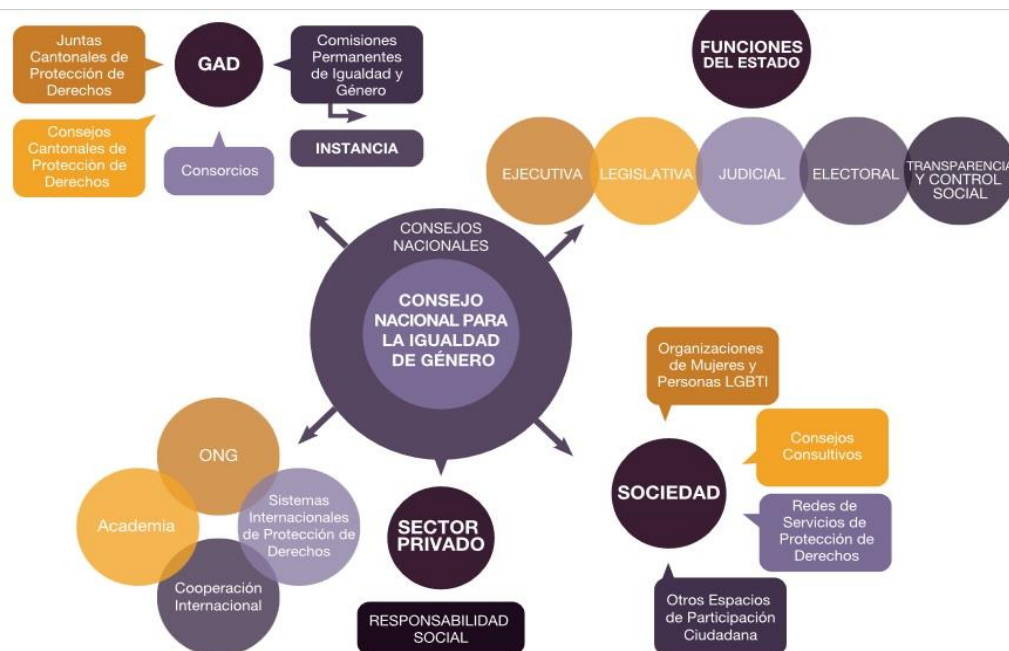 Juntas
Cantonales de
Protección de
Derechos
GAD
Comisiones
Permanentes
de Igualdad y
Género
INSTANCIA
Consejos
Cantonales de
Protección de
Derechos
Consorcios
FUNCIONES
DEL ESTADO
EJECUTIVA
LEGISLATIVA
JUDICIAL
ELECTORAL
TRANSPARENCIA
Y CONTROL
SOCIAL
CONSEJOS
NACIONALES
CONSEJO
NACIONAL PARA
LA IGUALDAD
DE GÉNERO
ONG
Academia
Sistemas
Internacionales
de Protección de
Derechos
Cooperación
Internacional
SECTOR
PRIVADO
RESPONSABILIDAD
SOCIAL
Organizaciones
de Mujeres y
Personas LGBTI
Consejos
Consultivos
SOCIEDAD
Redes de
Servicios de
Protección de
Derechos
Otros Espacios
de Participación
Ciudadana